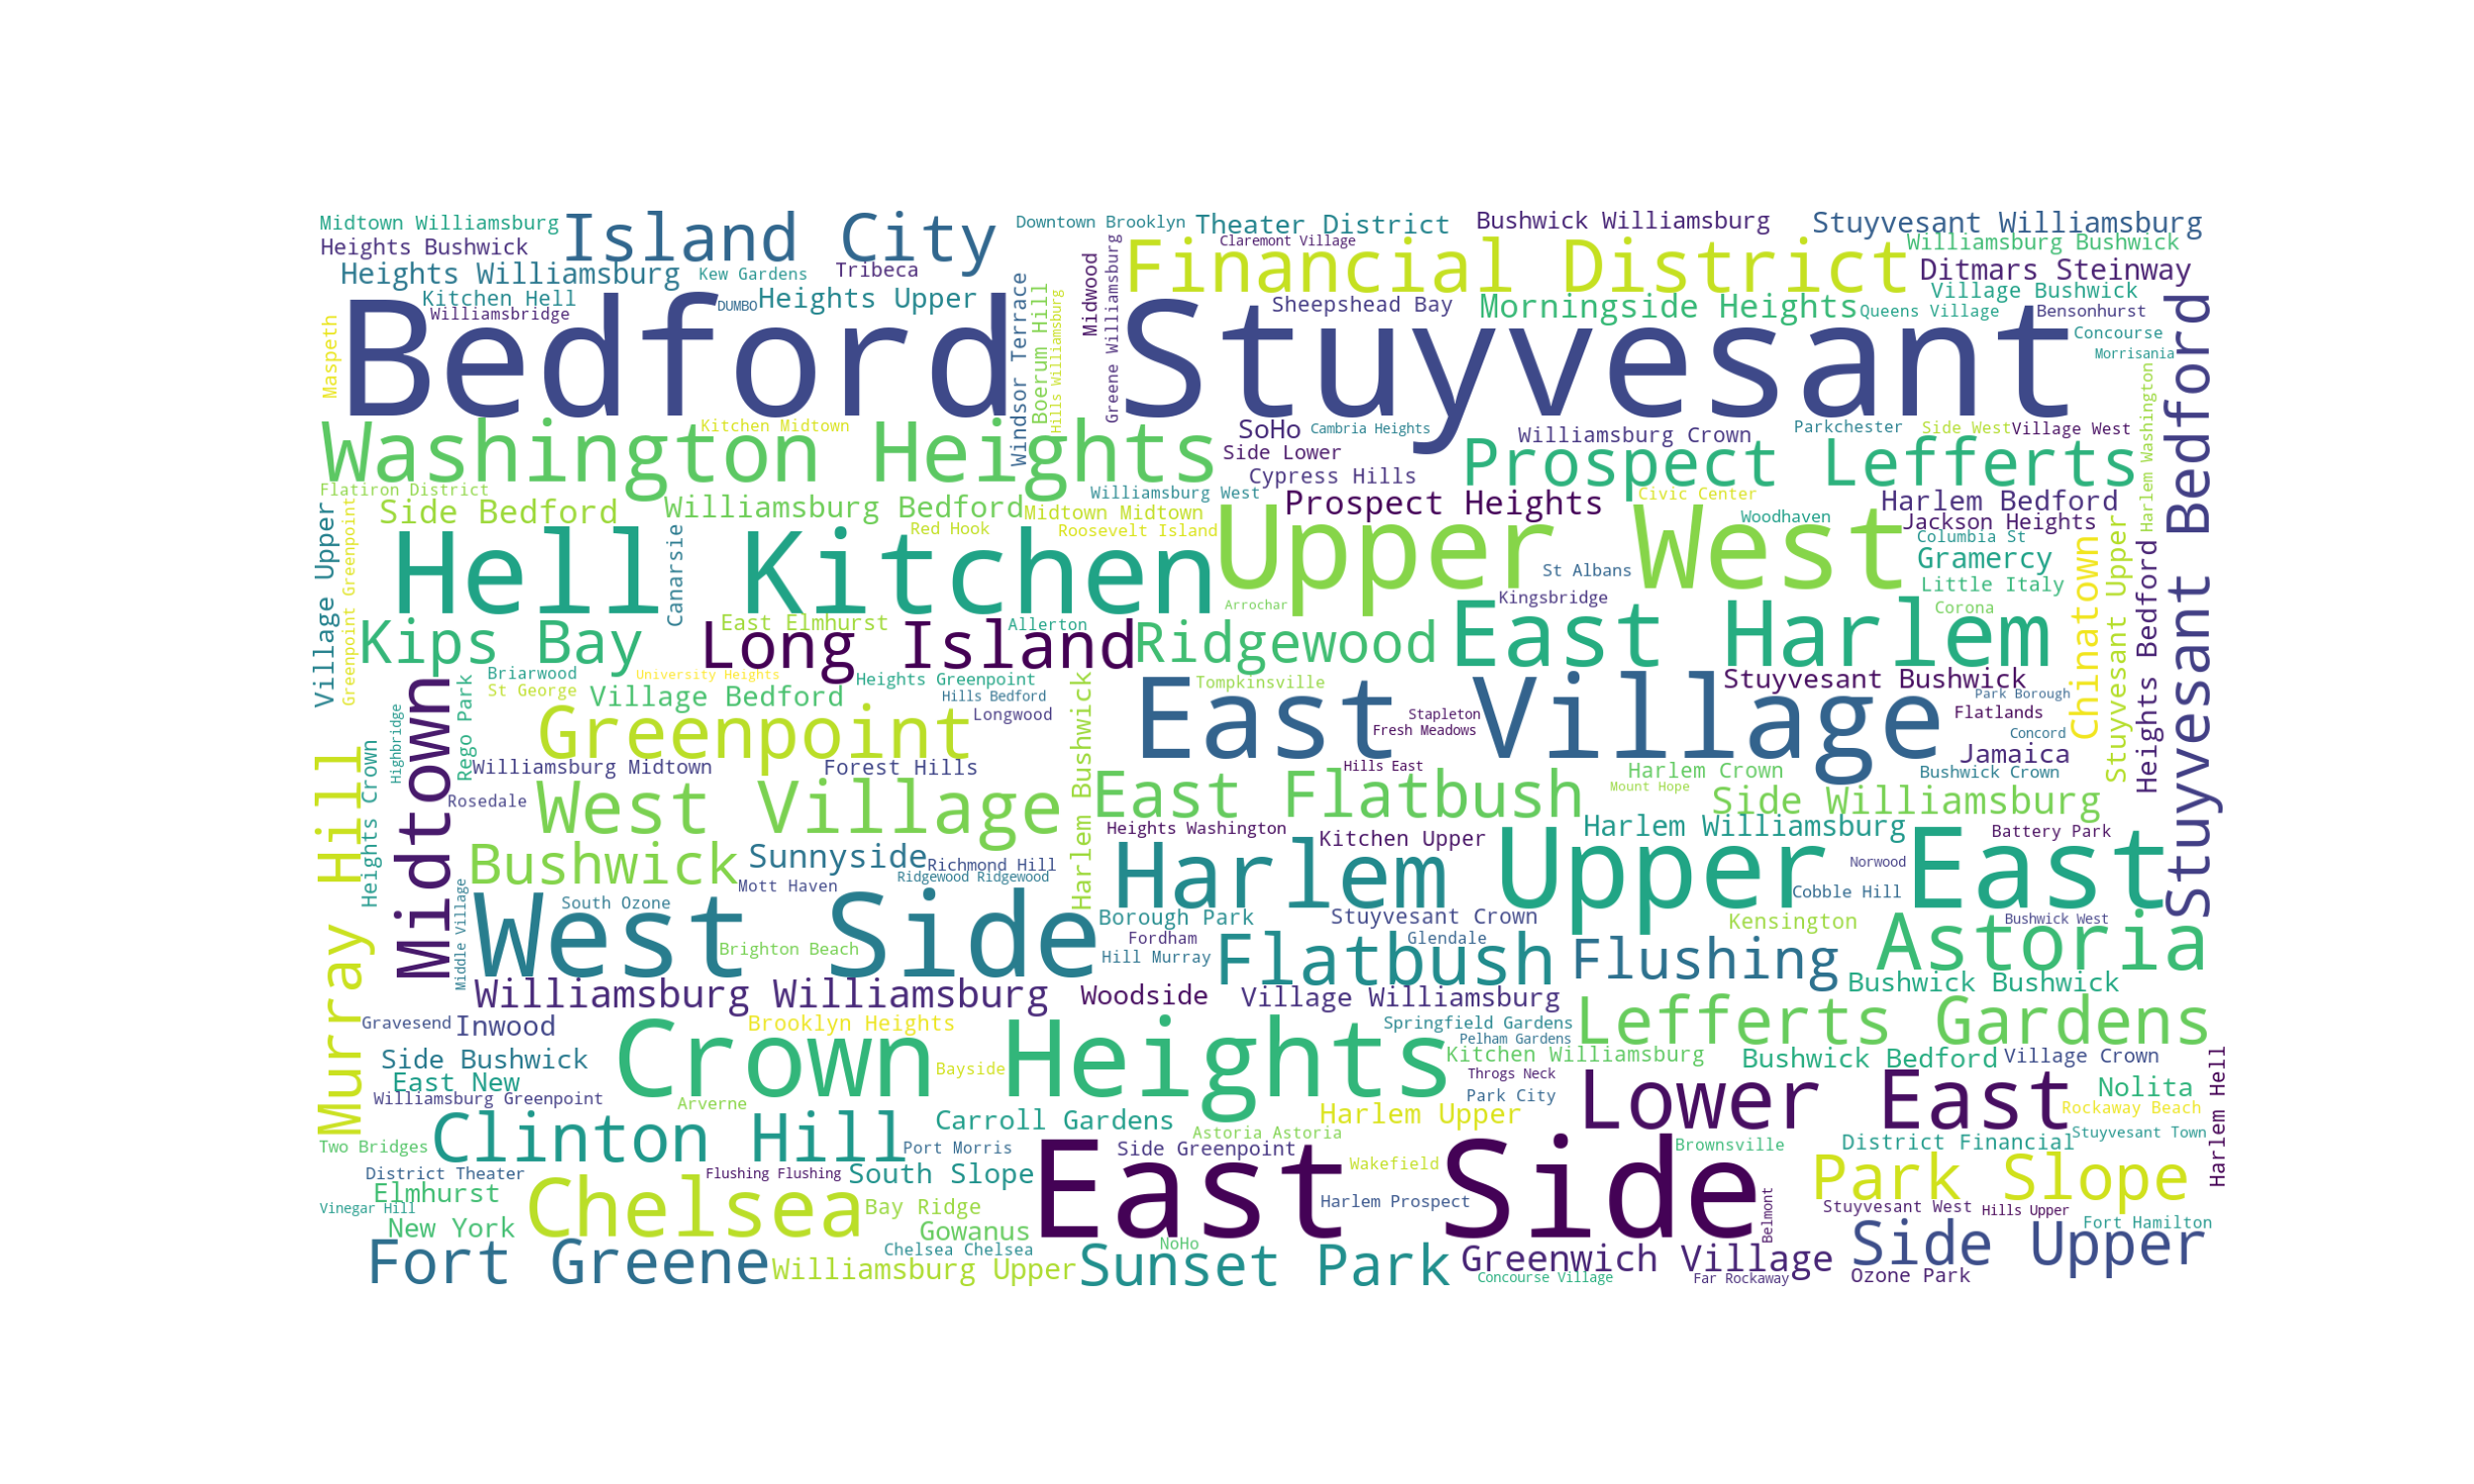 Midtown Williamsburg
Island City
Downtown Brooklyn
Theater District
Bushwick Williamsburg
Stuyvesant Williamsburg
Heights Bushwick
Claremont Village
Financial District
Williamsburg Bushwick
Heights Williamsburg
Kew Gardens
Tribeca
Ditmars Steinway
Kitchen Hell
DUMBO
Heights Upper
Williamsbridge
Windsor Terrace
Boerum Hill
Hills Williamsburg
Midwood
Greene Williamsburg
Sheepshead Bay
Morningside Heights
Village Bushwick
Queens Village
Bensonhurst
Maspeth
Bedford Stuyvesant
Concourse
Morrisania
Stuyvesant Bedford
Washington Heights
Kitchen Midtown
SoHo
Cambria Heights
Side Lower
Williamsburg Crown
Parkchester
Side West
Village West
Harlem Washington
Cypress Hills
Prospect Lefferts
Flatiron District
Side Bedford
Williamsburg Bedford
Williamsburg West
Midtown Midtown
Prospect Heights
Civic Center
Harlem Bedford
Village Upper
Greenpoint Greenpoint
Red Hook
Roosevelt Island
Upper West
Woodhaven
Jackson Heights
Columbia St
Hell Kitchen
Canarsie
St Albans
Gramercy
Little Italy
Chinatown
Stuyvesant Upper
Heights Bedford
Arrochar
Kingsbridge
Corona
Kips Bay
East Elmhurst
Allerton
Long Island
Ridgewood
East Harlem
Briarwood
University Heights
Heights Greenpoint
St George
Village Bedford
Hills Bedford
Tompkinsville
Stuyvesant Bushwick
Park Borough
Midtown
Rego Park
Highbridge
Greenpoint
Longwood
Harlem Bushwick
East Village
Stapleton
Fresh Meadows
Flatlands
Concord
Jamaica
Murray Hill
Heights Crown
Williamsburg Midtown
Forest Hills
Hills East
Harlem Crown
Bushwick Crown
Rosedale
West Village
East Flatbush
Mount Hope
Side Williamsburg
Heights Washington
Kitchen Upper
Harlem Williamsburg
Battery Park
Bushwick
Sunnyside
Richmond Hill
Ridgewood Ridgewood
Mott Haven
Harlem
Upper East
Norwood
Cobble Hill
Middle Village
West Side
South Ozone
Brighton Beach
Borough Park
Stuyvesant Crown
Kensington
Bushwick West
Fordham
Glendale
Hill Murray
Flatbush
Flushing
Astoria
Bushwick Bushwick
Williamsburg Williamsburg
Woodside
Village Williamsburg
Gravesend
Inwood
Brooklyn Heights
Springfield Gardens
Lefferts Gardens
Pelham Gardens
Side Bushwick
Crown Heights
Bayside
Kitchen Williamsburg
Bushwick Bedford
Village Crown
East New
Throgs Neck
Lower East
Nolita
Harlem Hell
Williamsburg Greenpoint
Arverne
Park City
Rockaway Beach
Clinton Hill
Carroll Gardens
Harlem Upper
Two Bridges
Port Morris
Astoria Astoria
Side Greenpoint
Brownsville
District Financial
Stuyvesant Town
District Theater
Flushing Flushing
South Slope
East Side
Wakefield
Park Slope
Elmhurst
Chelsea
Bay Ridge
Harlem Prospect
Belmont
Stuyvesant West
Hills Upper
Vinegar Hill
New York
Gowanus
Fort Hamilton
Fort Greene
Chelsea Chelsea
NoHo
Williamsburg Upper
Sunset Park
Greenwich Village
Side Upper
Concourse Village
Far Rockaway
Ozone Park